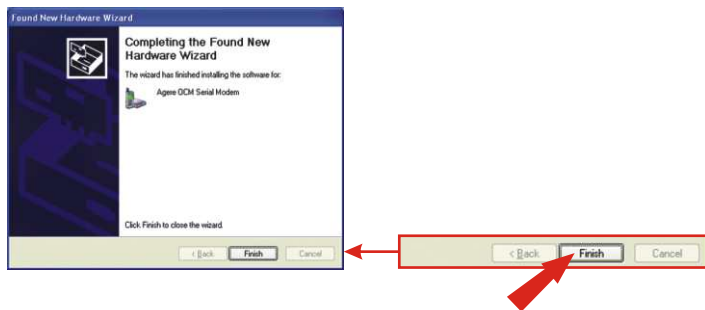 Found New Hardware Wizard
Completing the Found New
Hardware Wizard
The wizard has finished installing the software for:
Agere OCM Serial Modem
Click Finish to close the wizard.
< Back Finish Cancel
< Back Finish Cancel